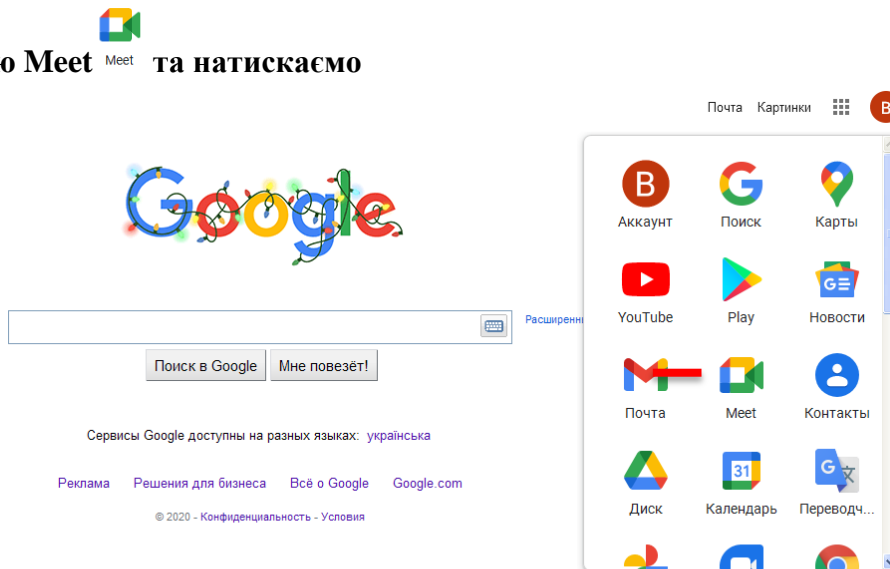 ю Meet Meet та натискаємо
Почта Картинки B
Google
B
Аккаунт Поиск Карты
YouTube Play Новости
Расширенн
Поиск в Google Мне повезёт!
Почта Meet Контакты
Сервисы Google доступны на разных языках: українська
31
Диск Календарь Переводч...
Реклама Решения для бизнеса Всё о Google Google.com
© 2020 - Конфиденциальность - Условия